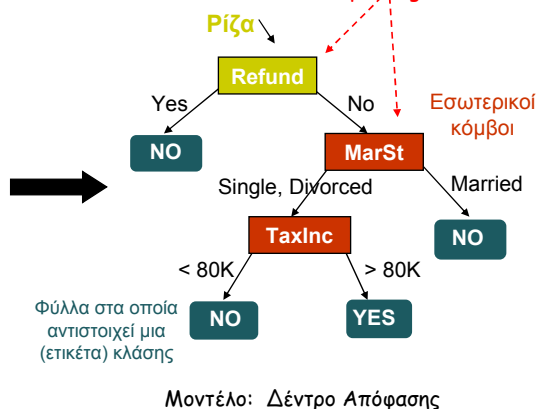 Ρίζα
Refund
Yes
No
Εσωτερικοί
κόμβοι
NO
MarSt
Single, Divorced
Married
TaxInc
NO
< 80K
> 80K
Φύλλα στα οποία
αντιστοιχεί μια
(ετικέτα) κλάσης
NO
YES
Μοντέλο: Δέντρο Απόφασης